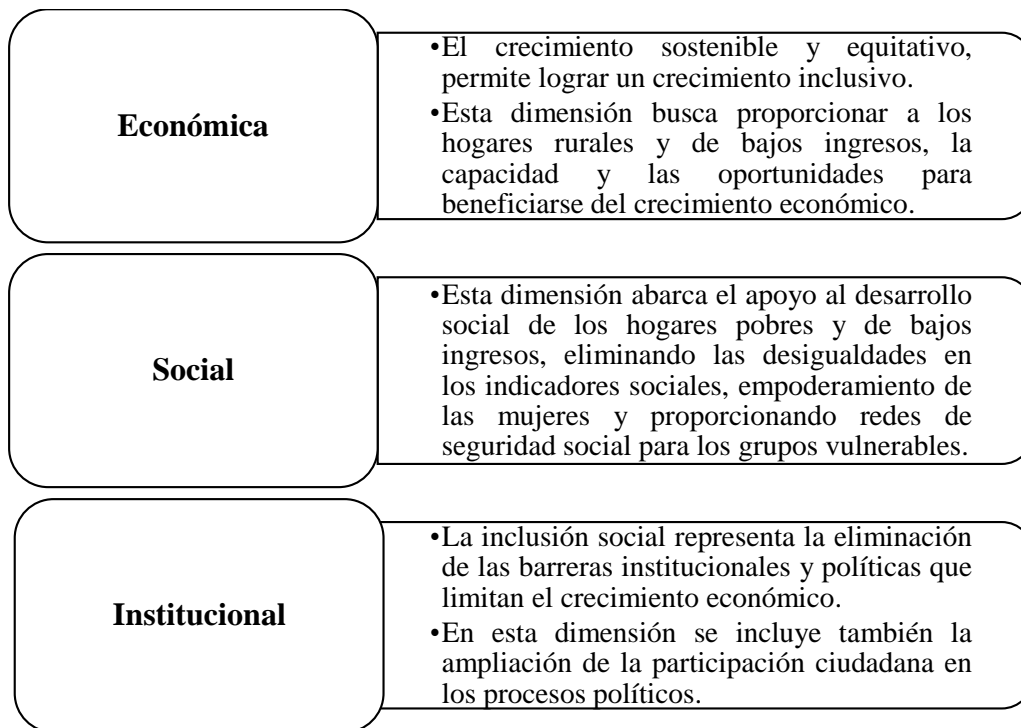 Económica
•El crecimiento sostenible y equitativo,
permite lograr un crecimiento inclusivo.
•Esta dimensión busca proporcionar a los
hogares rurales y de bajos ingresos, la
capacidad y las oportunidades para
beneficiarse del crecimiento económico.
Social
•Esta dimensión abarca el apoyo al desarrollo
social de los hogares pobres y de bajos
ingresos, eliminando las desigualdades en
los indicadores sociales, empoderamiento de
las mujeres y proporcionando redes de
seguridad social para los grupos vulnerables.
Institucional
•La inclusión social representa la eliminación
de las barreras institucionales y políticas que
limitan el crecimiento económico.
•En esta dimensión se incluye también la
ampliación de la participación ciudadana en
los procesos políticos.